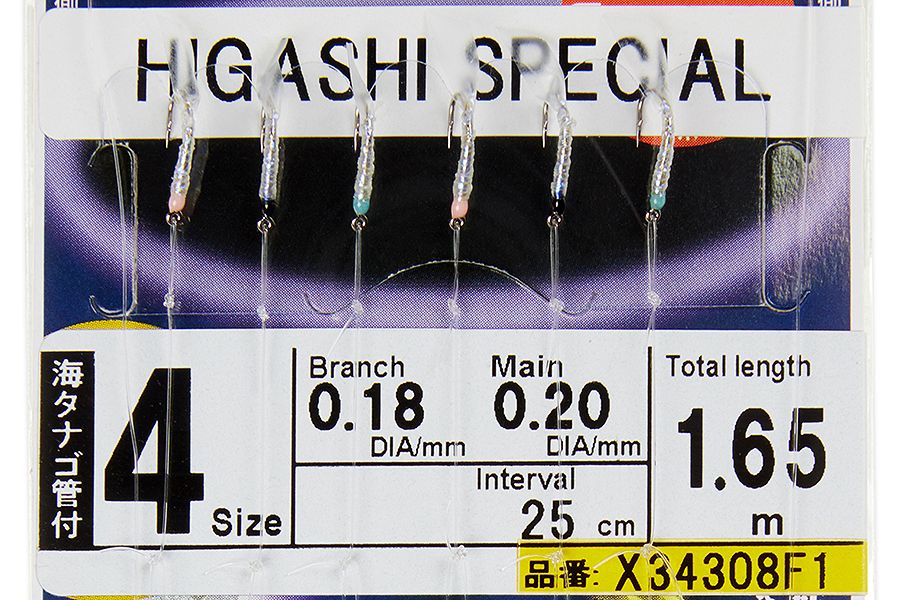 HIGASHI SPECIAL
海タナゴ管付
4 Size
Branch
0.18
DIA/mm
Main
0.20
DIA/mm
Interval
25 cm
Total length
1.65
m
品番: X34308F1